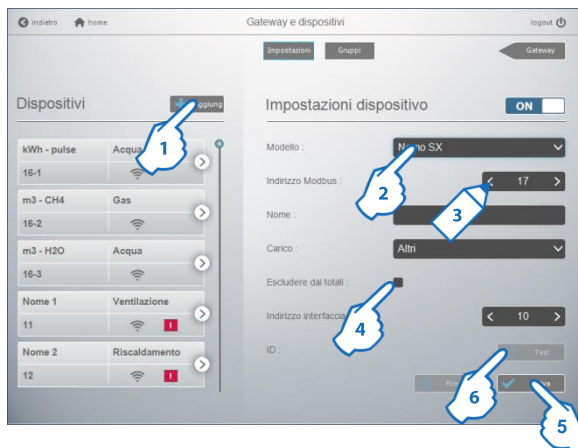 indietro home Gateway e dispositivi logout
Impostazioni Gruppi Gateway
Dispositivi
kWh - pulse Acqua
16-1
m3 - CH4 Gas
16-2
m3 - H2O Acqua
16-3
Nome 1 Ventilazione
11 I
Nome 2 Riscaldamento
12 I
1
Impostazioni dispositivo ON
Modello : SX
2
Indirizzo Modbus : 17
3
Nome :
Carico : Altri
Escludere dai totali :
4
Indirizzo interfaccia 10
ID : Test
6
5